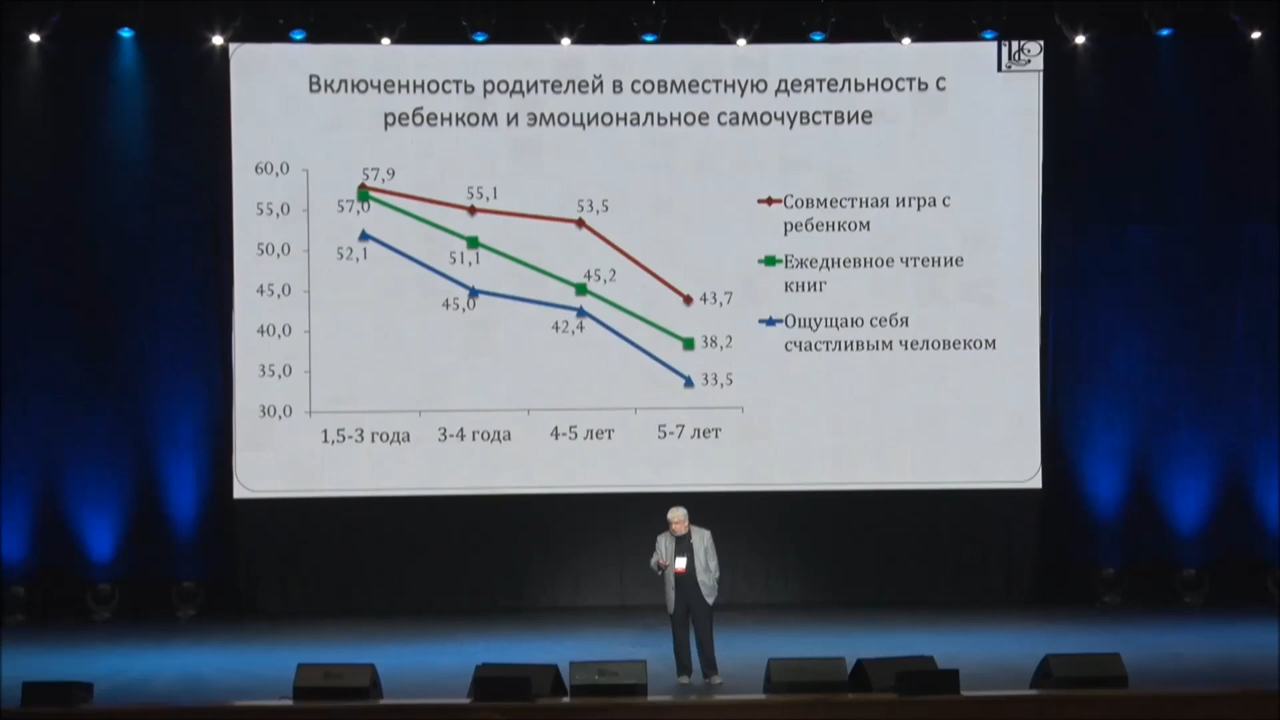 Включенность родителей в совместную деятельность с
ребенком и эмоциональное самочувствие
60,0
55,0
50,0
45,0
40,0
35,0
30,0
57,9
55,1
53,5
43,7
57,0
51,1
45,2
38,2
52,1
45,0
42,4
33,5
1,5-3 года
3-4 года
4-5 лет
5-7 лет
Совместная игра с
ребенком
Ежедневное чтение
книг
Ощущаю себя
счастливым человеком